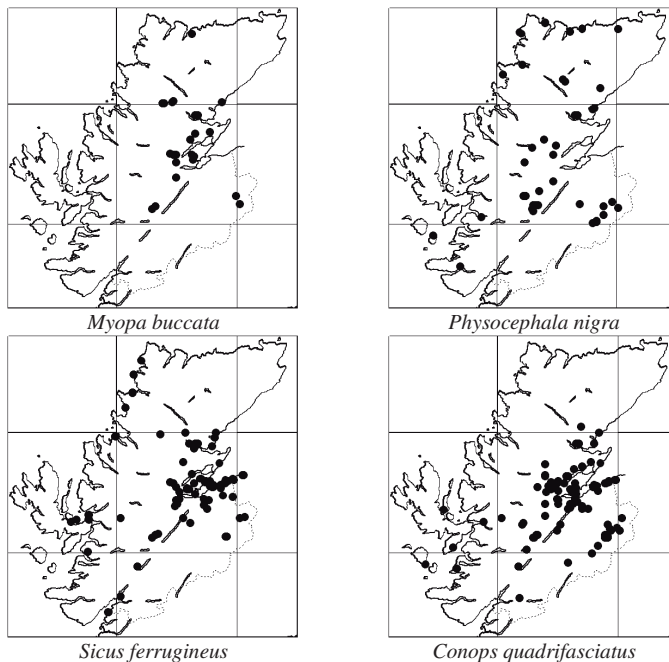 Myopa buccata
Physocephala nigra
Sicus ferrugineus
Conops quadrifasciatus